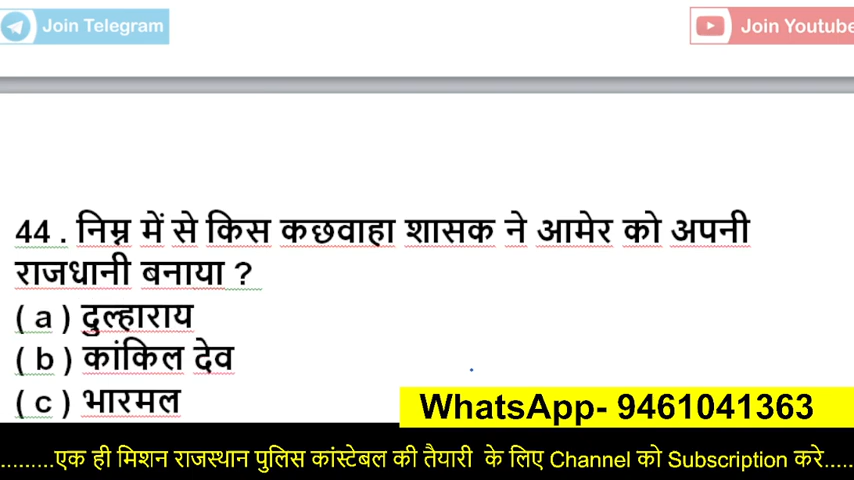 Join Telegram
Join Youtube
44 . निम्न में से किस कछवाहा शासक ने आमेर को अपनी
राजधानी बनाया ?
( a ) दुल्हाराय
( b ) कांकिल देव
( c ) भारमल
WhatsApp- 9461041363
.........एक ही मिशन राजस्थान पुलिस कांस्टेबल की तैयारी के लिए Channel को Subscription करे.....